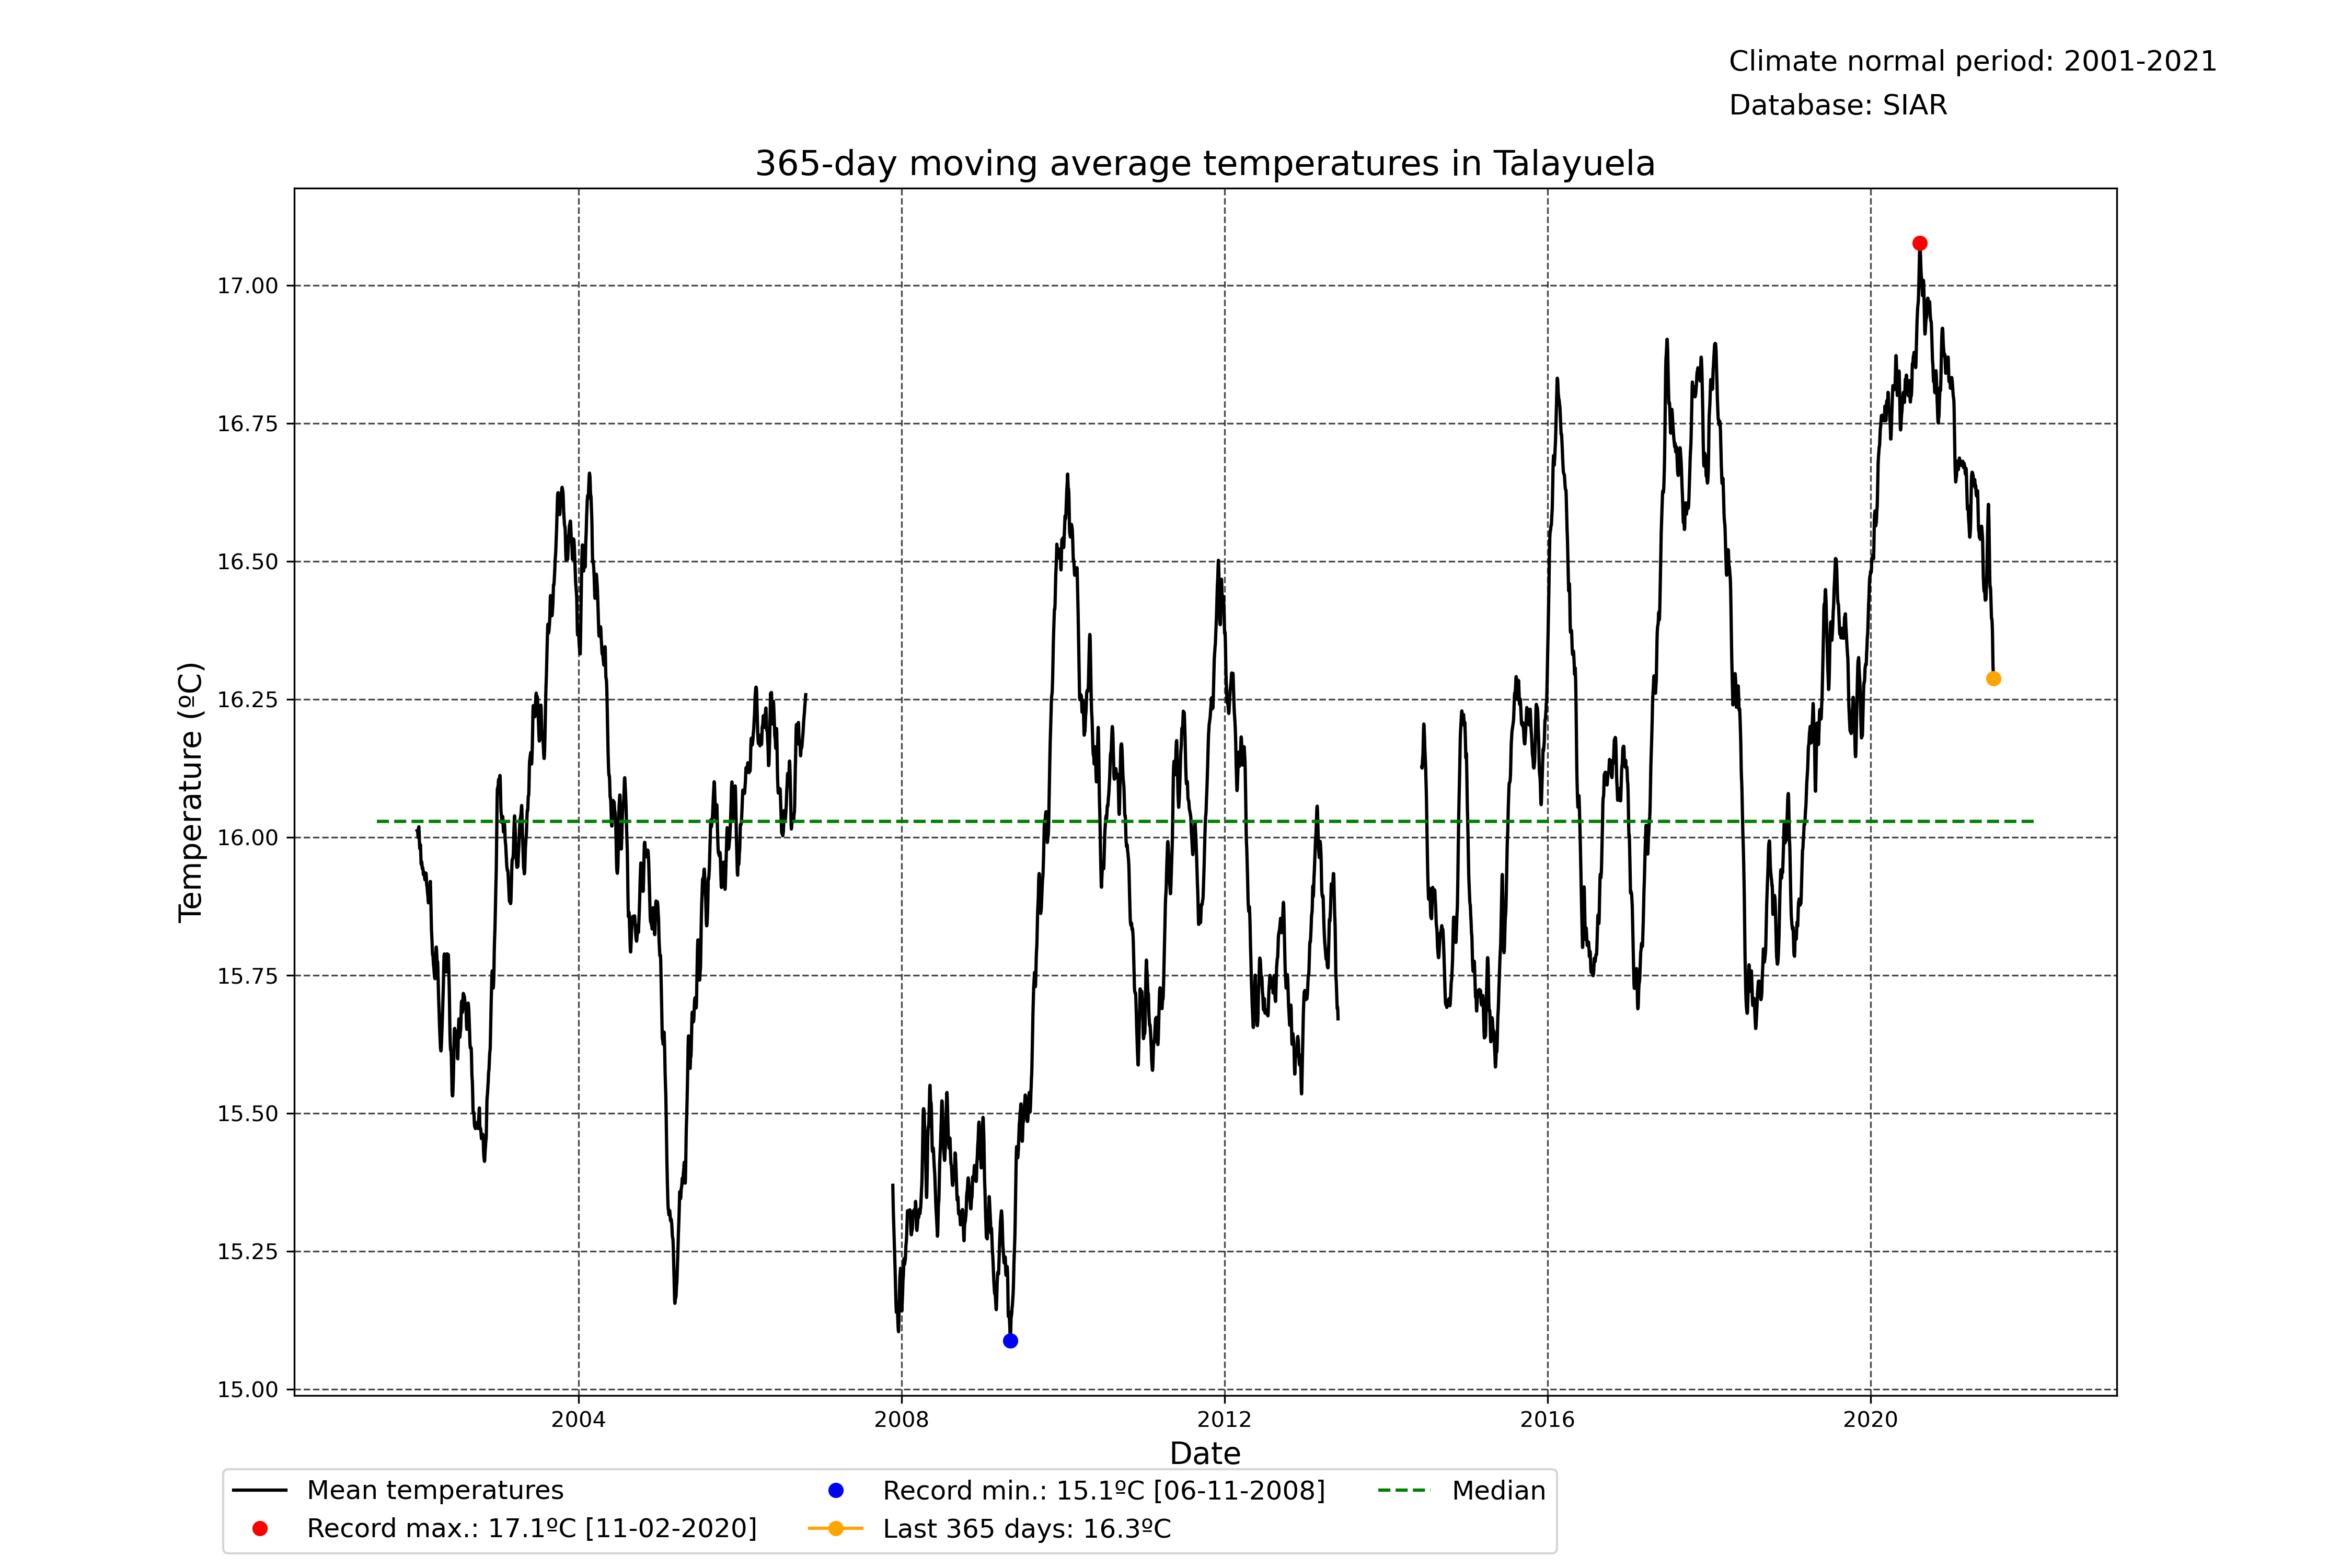 Climate normal period: 2001-2021
Database: SIAR
365-day moving average temperatures in Talayuela
17.00
16.75
16.50
16.25
16.00
15.75
15.50
15.25
15.00
Temperature (ºC)
2004 2008 2012 2016 2020
Date
Mean temperatures
Record max.: 17.1ºC [11-02-2020]
Record min.: 15.1ºC [06-11-2008]
Last 365 days: 16.3ºC
Median